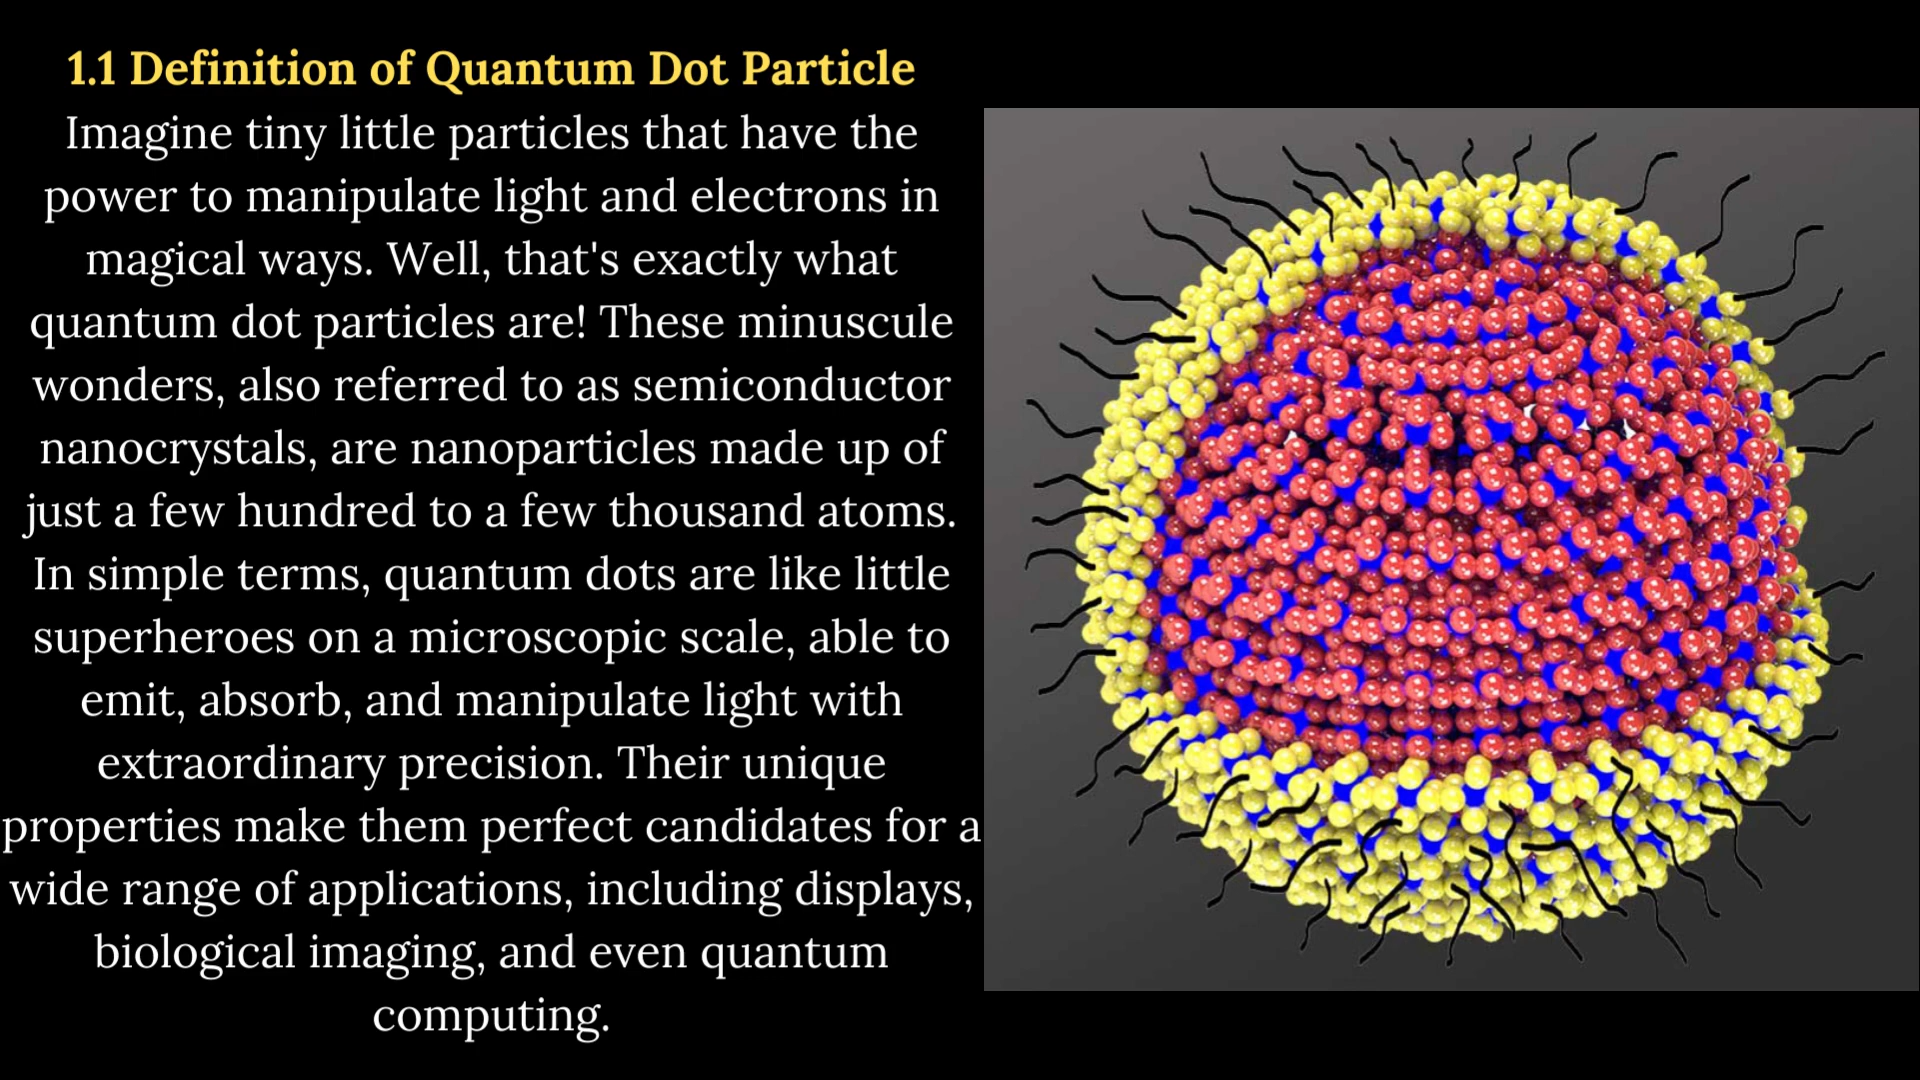 1.1 Definition of Quantum Dot Particle
Imagine tiny little particles that have the
power to manipulate light and electrons in
magical ways. Well, that's exactly what
quantum dot particles are! These minuscule
wonders, also referred to as semiconductor
nanocrystals, are nanoparticles made up of
just a few hundred to a few thousand atoms.
In simple terms, quantum dots are like little
superheroes on a microscopic scale, able to
emit, absorb, and manipulate light with
extraordinary precision. Their unique
properties make them perfect candidates for a
wide range of applications, including displays,
biological imaging, and even quantum
computing.